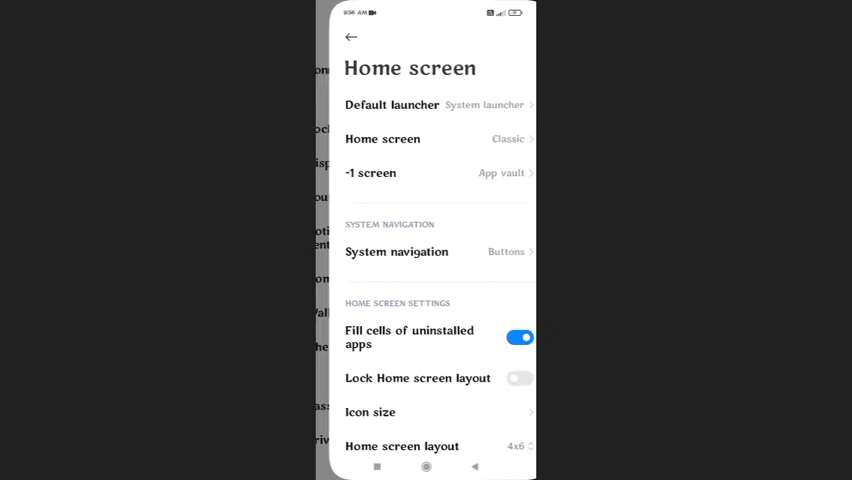 9:56 AM
Home screen
Default launcher System launcher
Home screen Classic
-1 screen App vault
SYSTEM NAVIGATION
System navigation Buttons
HOME SCREEN SETTINGS
Fill cells of uninstalled
apps
Lock Home screen layout
Icon size
Home screen layout 4x6